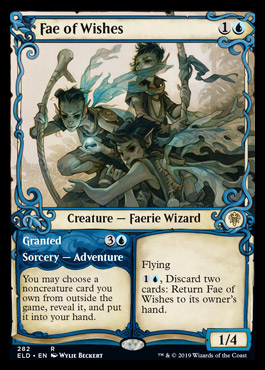 Fae of Wishes 1
Creature — Faerie Wizard
Granted 3
Sorcery — Adventure
You may choose a
noncreature card you
own from outside the
game, reveal it, and put
it into your hand.
Flying
1 , Discard two
cards: Return Fae of
Wishes to its owner's
hand.
1/4
282 R
ELD • EN WYLIE BECKERT
™ & © 2019 Wizards of the Coast